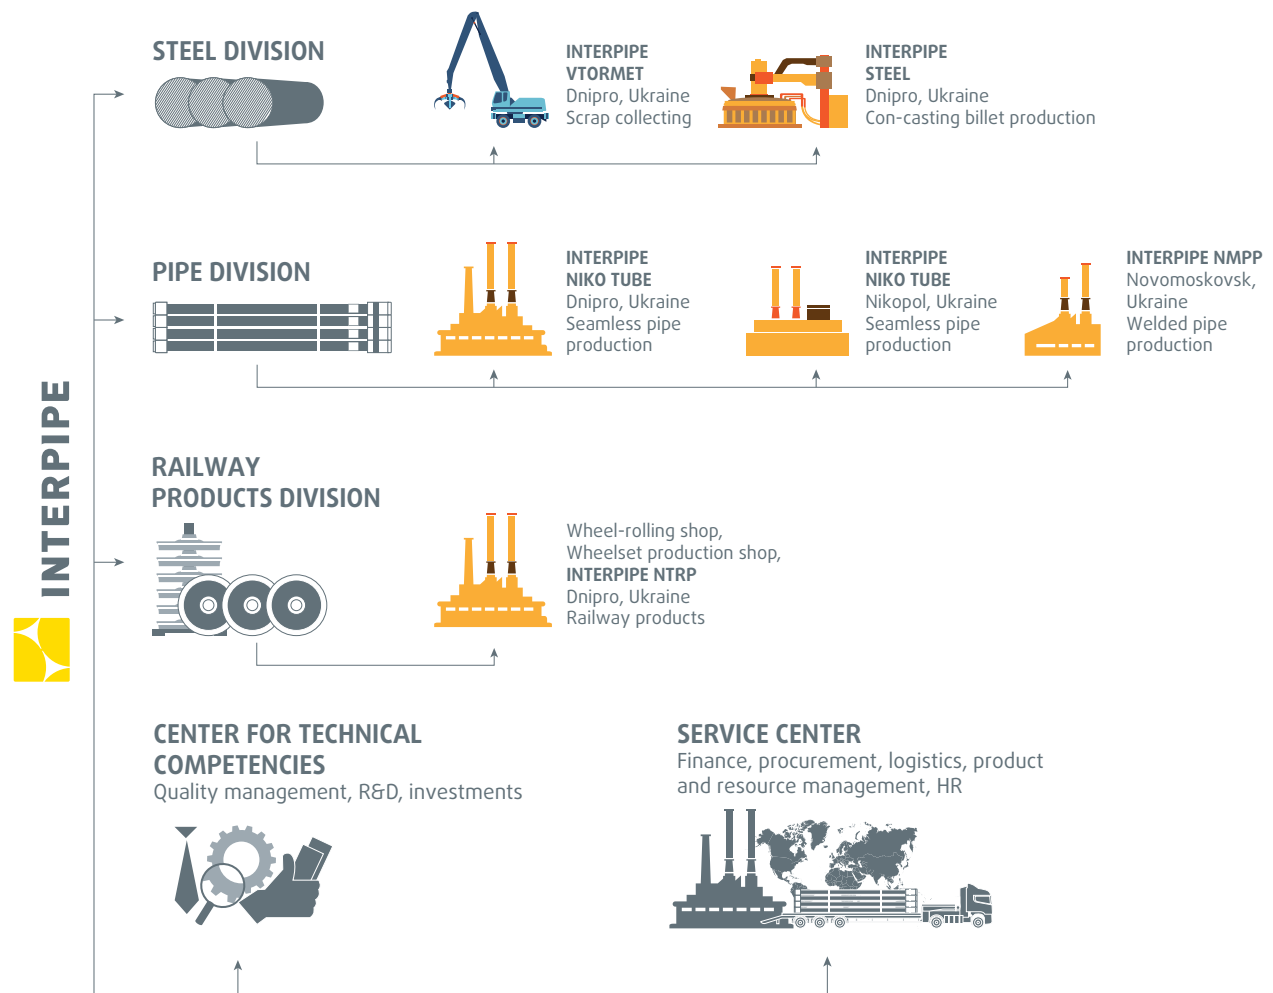 INTERPIPE
STEEL DIVISION
INTERPIPE
VTORMET
Dnipro, Ukraine
Scrap collecting
INTERPIPE
STEEL
Dnipro, Ukraine
Con-casting billet production
PIPE DIVISION
INTERPIPE
NIKO TUBE
Dnipro, Ukraine
Seamless pipe
production
INTERPIPE
NIKO TUBE
Nikopol, Ukraine
Seamless pipe
production
INTERPIPE NMPP
Novomoskovsk,
Ukraine
Welded pipe
production
RAILWAY
PRODUCTS DIVISION
Wheel-rolling shop,
Wheelset production shop,
INTERPIPE NTRP
Dnipro, Ukraine
Railway products
CENTER FOR TECHNICAL
COMPETENCIES
Quality management, R&D, investments
SERVICE CENTER
Finance, procurement, logistics, product
and resource management, HR